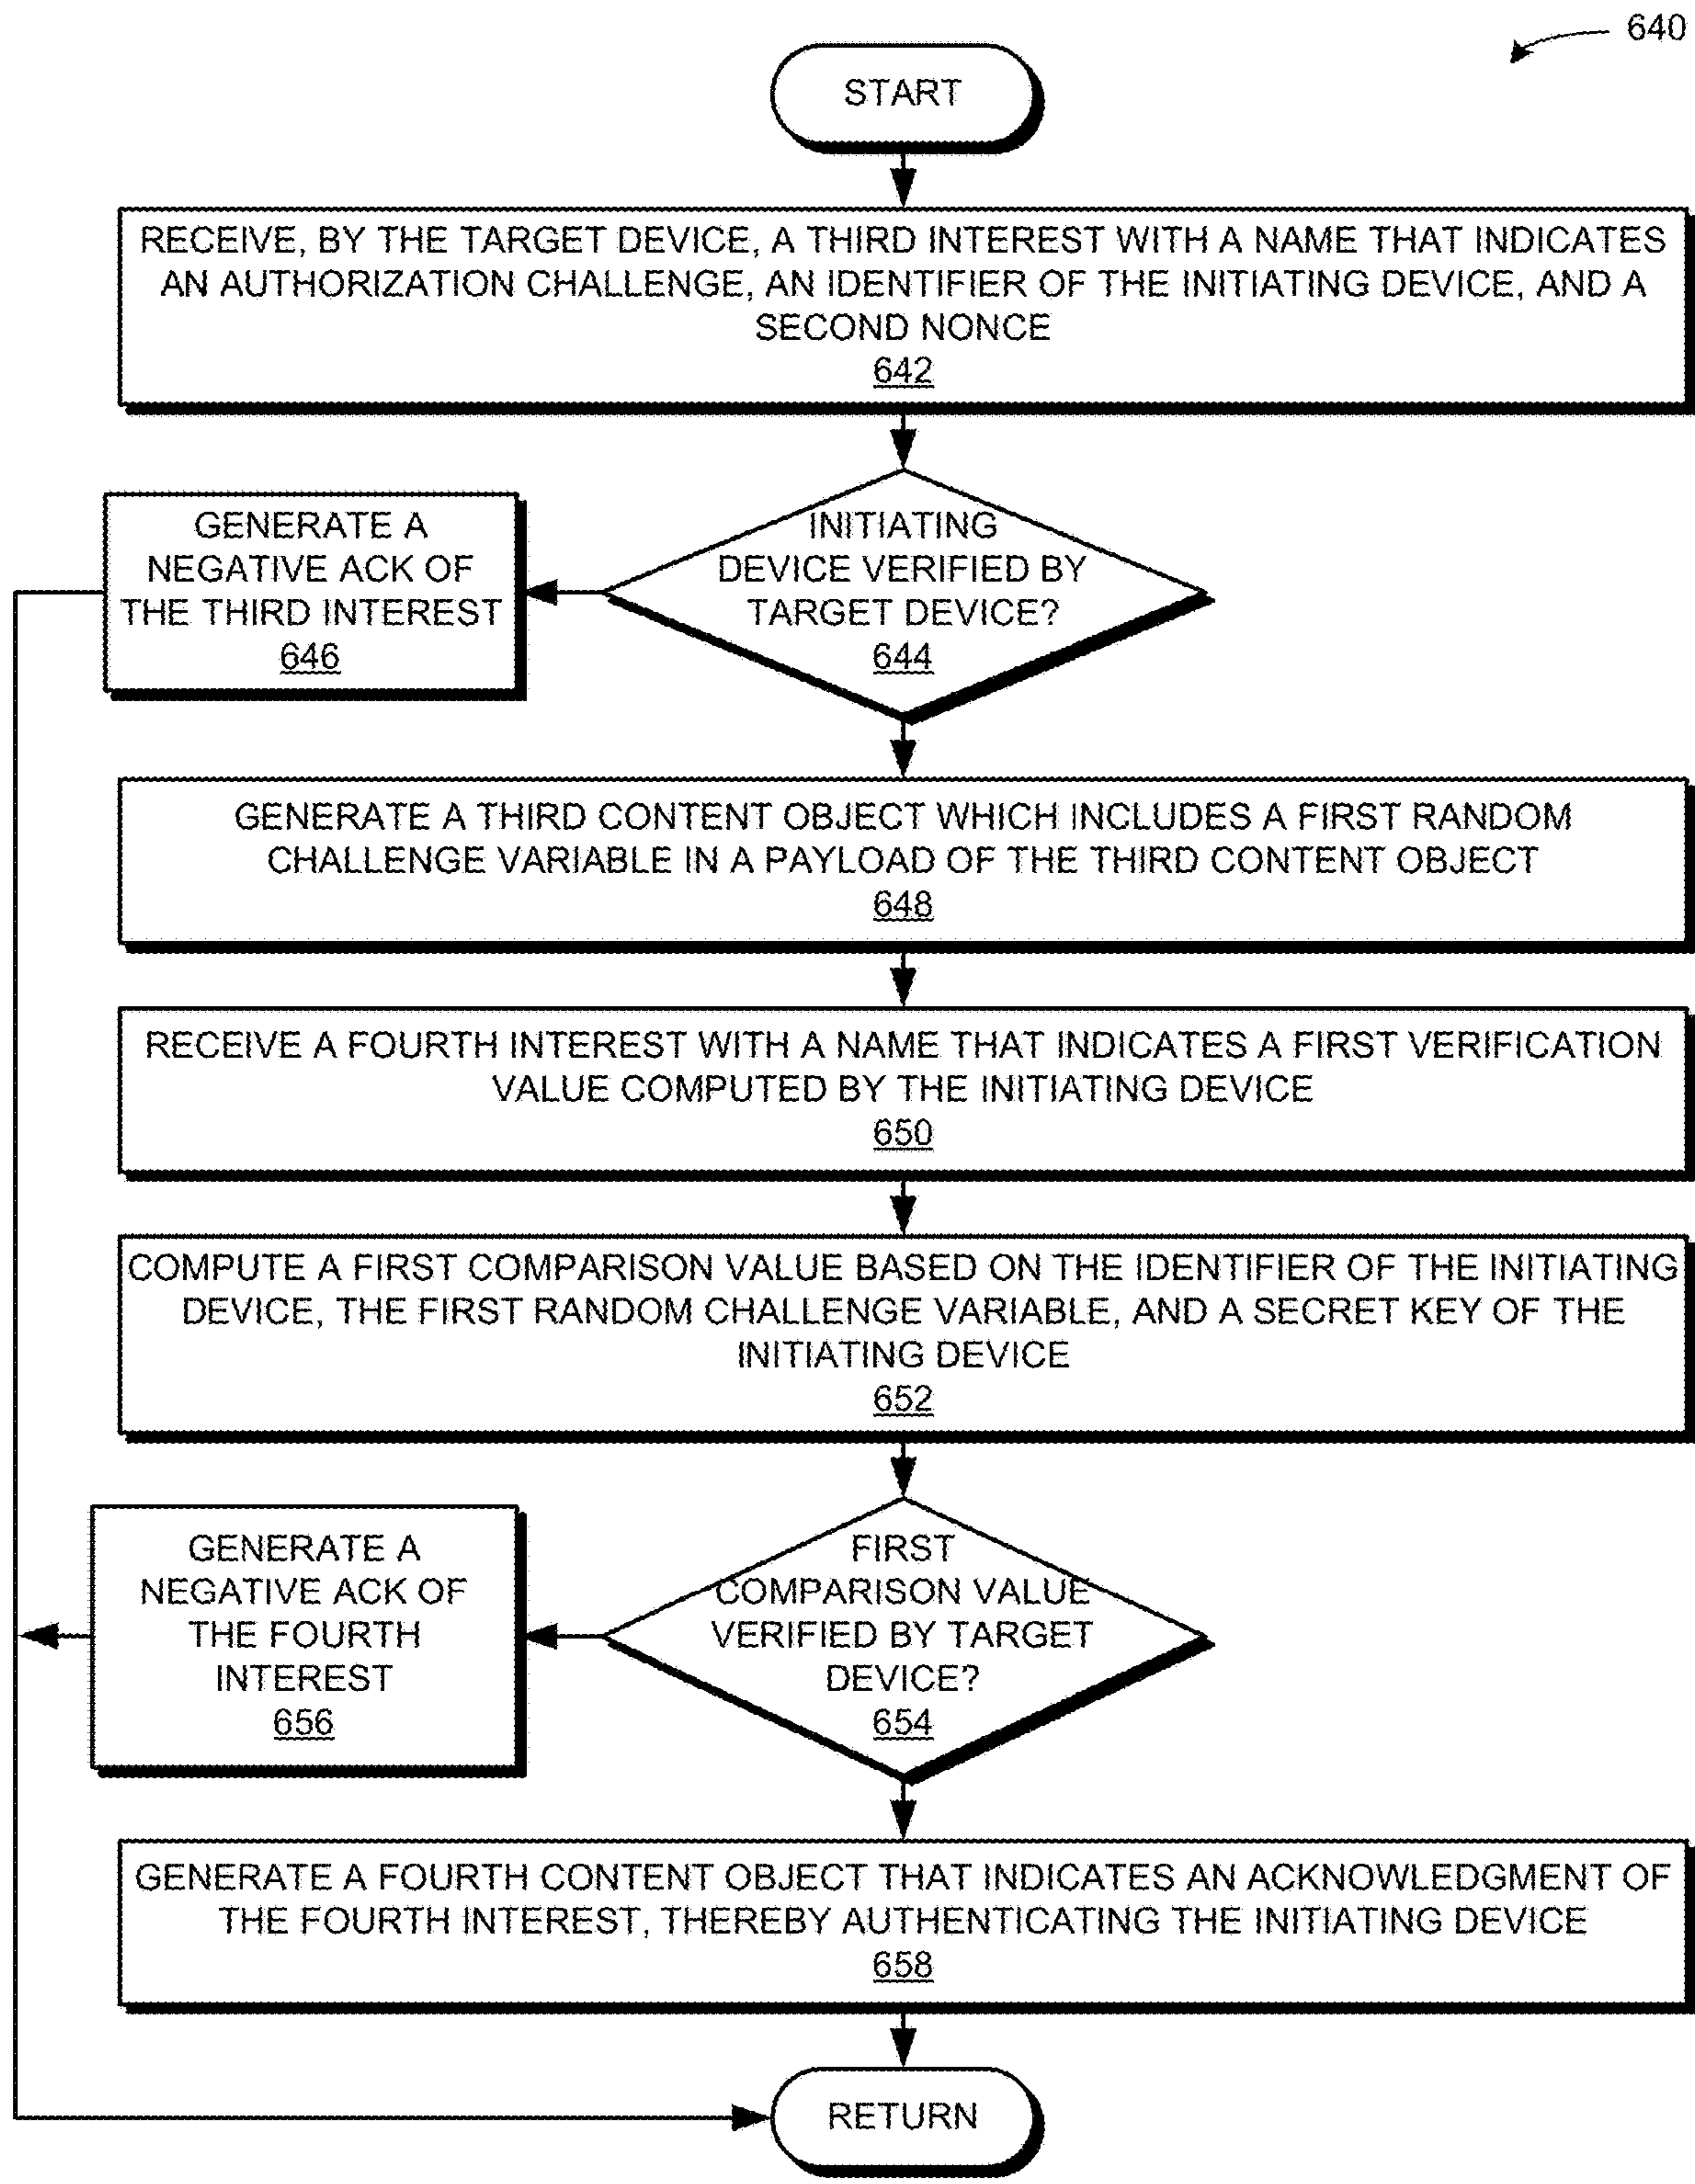 640
START
RECEIVE, BY THE TARGET DEVICE, A THIRD INTEREST WITH A NAME THAT INDICATES
AN AUTHORIZATION CHALLENGE, AN IDENTIFIER OF THE INITIATING DEVICE, AND A
SECOND NONCE
642
INITIATING
DEVICE VERIFIED BY
TARGET DEVICE?
644
GENERATE A
NEGATIVE ACK OF
THE THIRD INTEREST
646
GENERATE A THIRD CONTENT OBJECT WHICH INCLUDES A FIRST RANDOM
CHALLENGE VARIABLE IN A PAYLOAD OF THE THIRD CONTENT OBJECT
648
RECEIVE A FOURTH INTEREST WITH A NAME THAT INDICATES A FIRST VERIFICATION
VALUE COMPUTED BY THE INITIATING DEVICE
650
COMPUTE A FIRST COMPARISON VALUE BASED ON THE IDENTIFIER OF THE INITIATING
DEVICE, THE FIRST RANDOM CHALLENGE VARIABLE, AND A SECRET KEY OF THE
INITIATING DEVICE
652
FIRST
COMPARISON VALUE
VERIFIED BY TARGET
DEVICE?
654
GENERATE A
NEGATIVE ACK OF
THE FOURTH
INTEREST
656
GENERATE A FOURTH CONTENT OBJECT THAT INDICATES AN ACKNOWLEDGMENT OF
THE FOURTH INTEREST, THEREBY AUTHENTICATING THE INITIATING DEVICE
658
RETURN